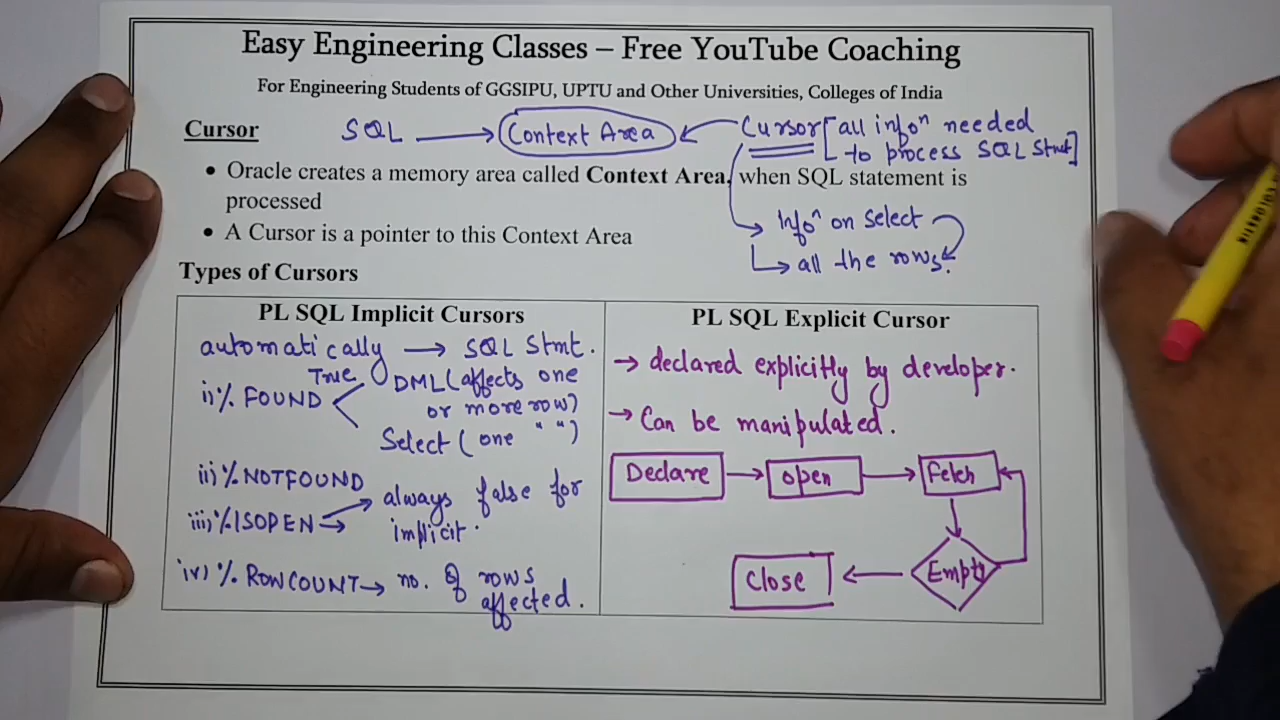 Easy Engineering Classes – Free YouTube Coaching
For Engineering Students of GGSIPU, UPTU and Other Universities, Colleges of India
Cursor
SQL → Context Area ← Cursor [all infoⁿ needed
to process SQL Stmt]
• Oracle creates a memory area called Context Area, when SQL statement is
processed
• A Cursor is a pointer to this Context Area
→ Infoⁿ on select
→ all the rows.
Types of Cursors
PL SQL Implicit Cursors
automatically → SQL Stmt.
i) % FOUND
True
DML (affects one
or more row)
Select (one " ")
ii) % NOTFOUND
iii) % ISOPEN → always false for
implicit.
iv) % ROWCOUNT → no. of rows
affected.
PL SQL Explicit Cursor
→ declared explicitly by developer.
→ Can be manipulated.
Declare → open → fetch
Empty
Close